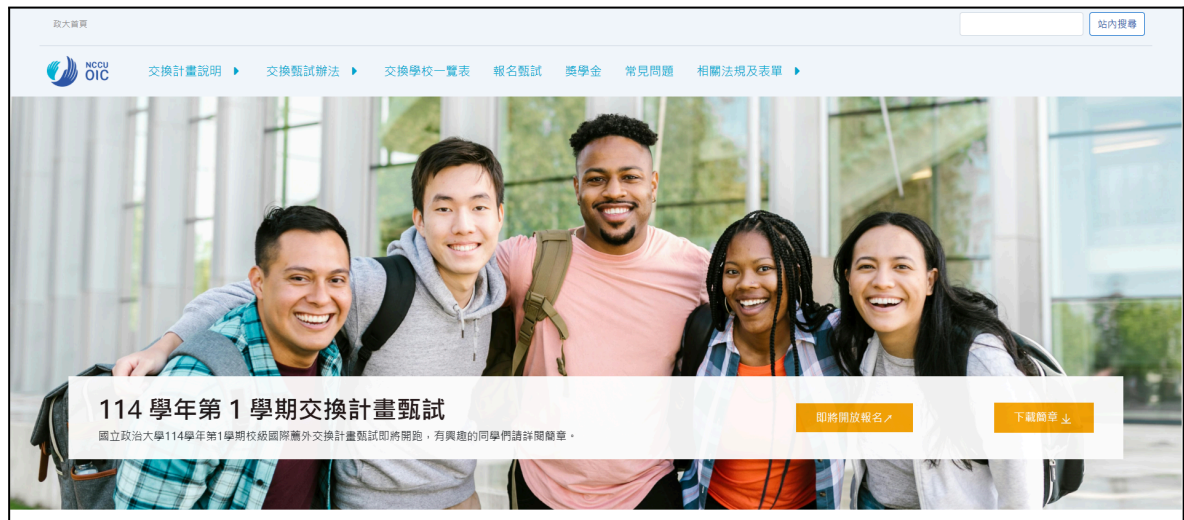 政大首頁
站內搜尋
NCCU
OIC
交換計畫說明 ▶ 交換甄試辦法 ▶ 交換學校一覽表 報名甄試 獎學金 常見問題 相關法規及表單 ▶
114 學年第 1 學期交換計畫甄試
國立政治大學114學年第1學期校級國際薦外交換計畫甄試即將開跑，有興趣的同學們請詳閱簡章。
即將開放報名↗
下載簡章↓